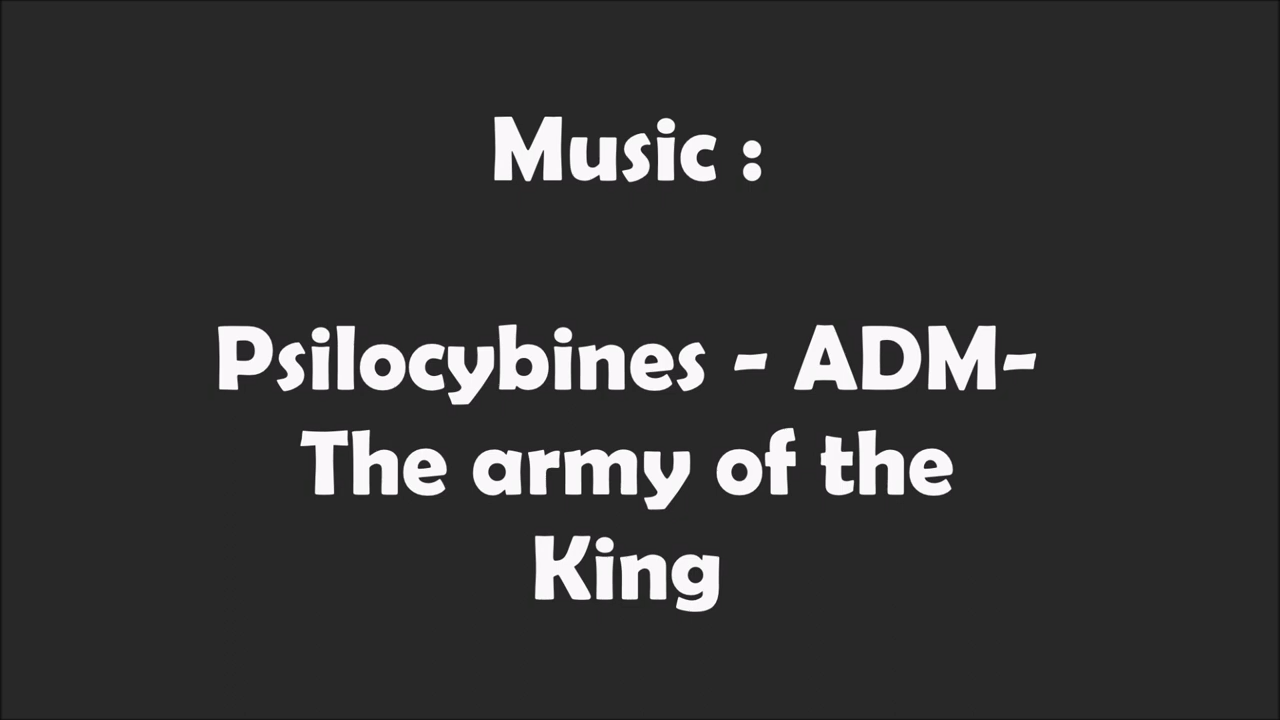 Music :
Psilocybines - ADM-
The army of the
King